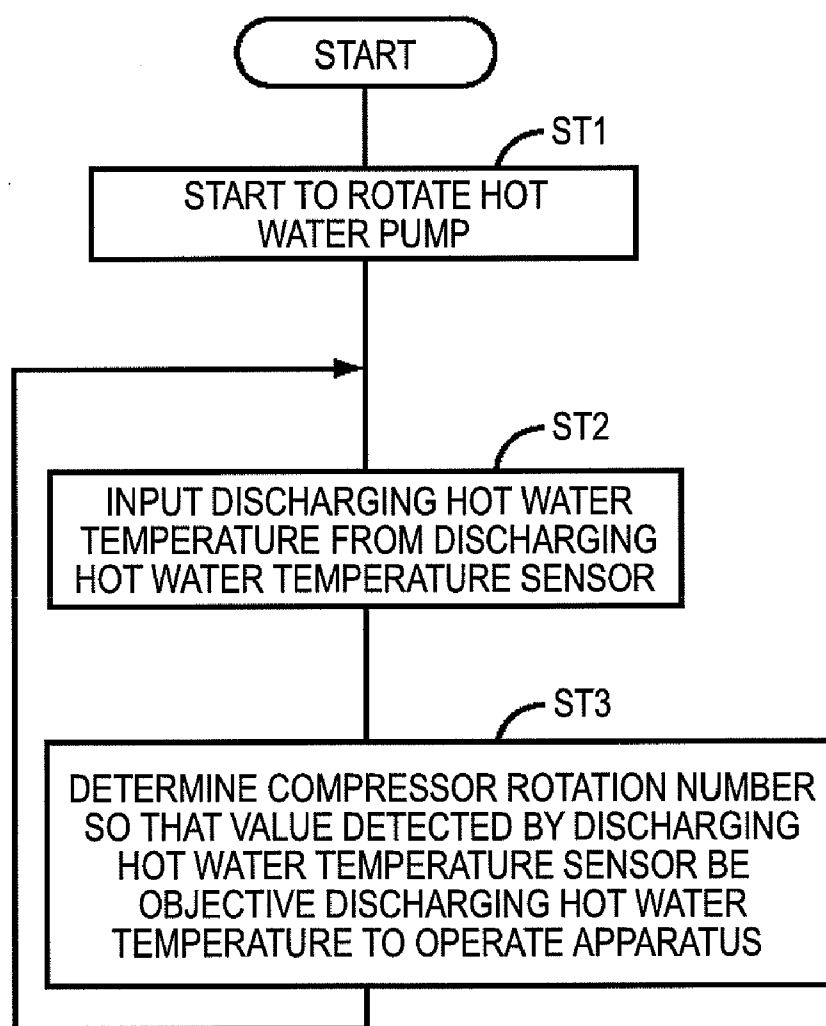 START
ST1
START TO ROTATE HOT
WATER PUMP
ST2
INPUT DISCHARGING HOT WATER
TEMPERATURE FROM DISCHARGING
HOT WATER TEMPERATURE SENSOR
ST3
DETERMINE COMPRESSOR ROTATION NUMBER
SO THAT VALUE DETECTED BY DISCHARGING
HOT WATER TEMPERATURE SENSOR BE
OBJECTIVE DISCHARGING HOT WATER
TEMPERATURE TO OPERATE APPARATUS